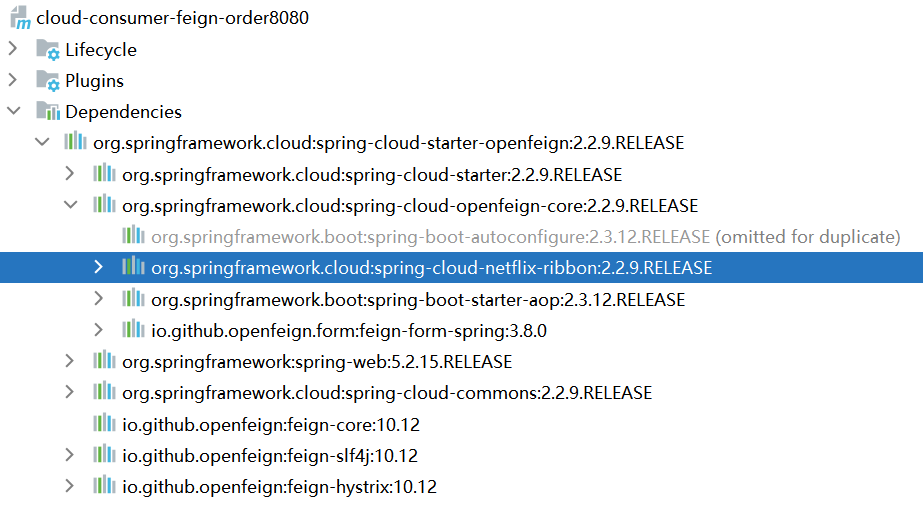 cloud-consumer-feign-order8080
Lifecycle
Plugins
Dependencies
org.springframework.cloud:spring-cloud-starter-openfeign:2.2.9.RELEASE
org.springframework.cloud:spring-cloud-starter:2.2.9.RELEASE
org.springframework.cloud:spring-cloud-openfeign-core:2.2.9.RELEASE
org.springframework.boot:spring-boot-autoconfigure:2.3.12.RELEASE (omitted for duplicate)
org.springframework.cloud:spring-cloud-netflix-ribbon:2.2.9.RELEASE
org.springframework.boot:spring-boot-starter-aop:2.3.12.RELEASE
io.github.openfeign.form:feign-form-spring:3.8.0
org.springframework:spring-web:5.2.15.RELEASE
org.springframework.cloud:spring-cloud-commons:2.2.9.RELEASE
io.github.openfeign:feign-core:10.12
io.github.openfeign:feign-slf4j:10.12
io.github.openfeign:feign-hystrix:10.12